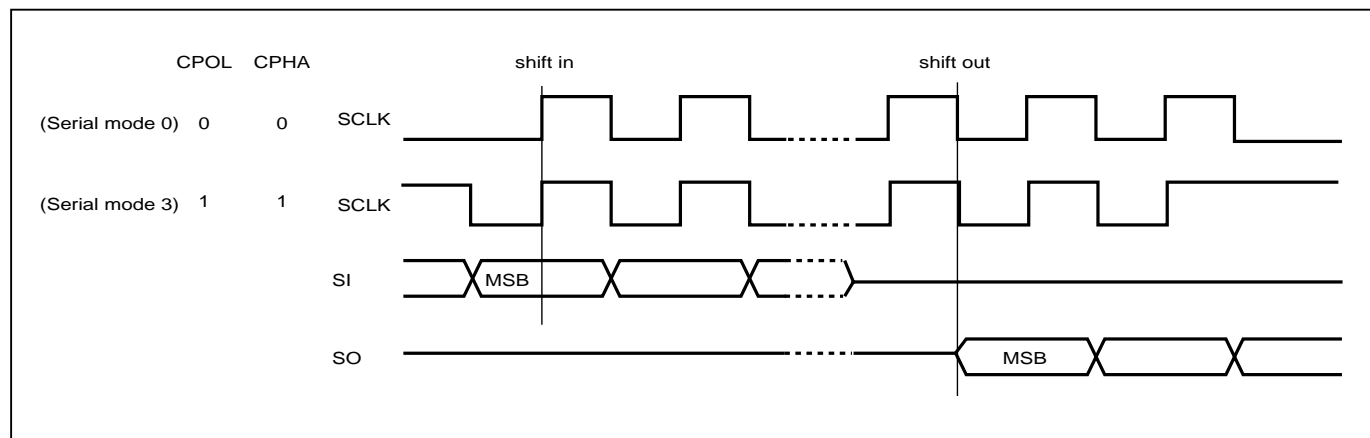 CPOL CPHA shift in shift out
(Serial mode 0) 0 0 SCLK
(Serial mode 3) 1 1 SCLK
SI MSB
SO MSB